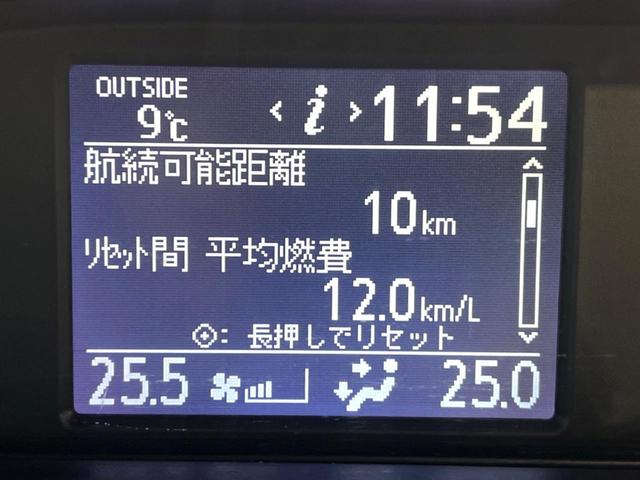 OUTSIDE
9℃
< i > 11:54
航続可能距離
10km
リセット間 平均燃費
12.0km/L
⊙: 長押しでリセット
25.5 25.0